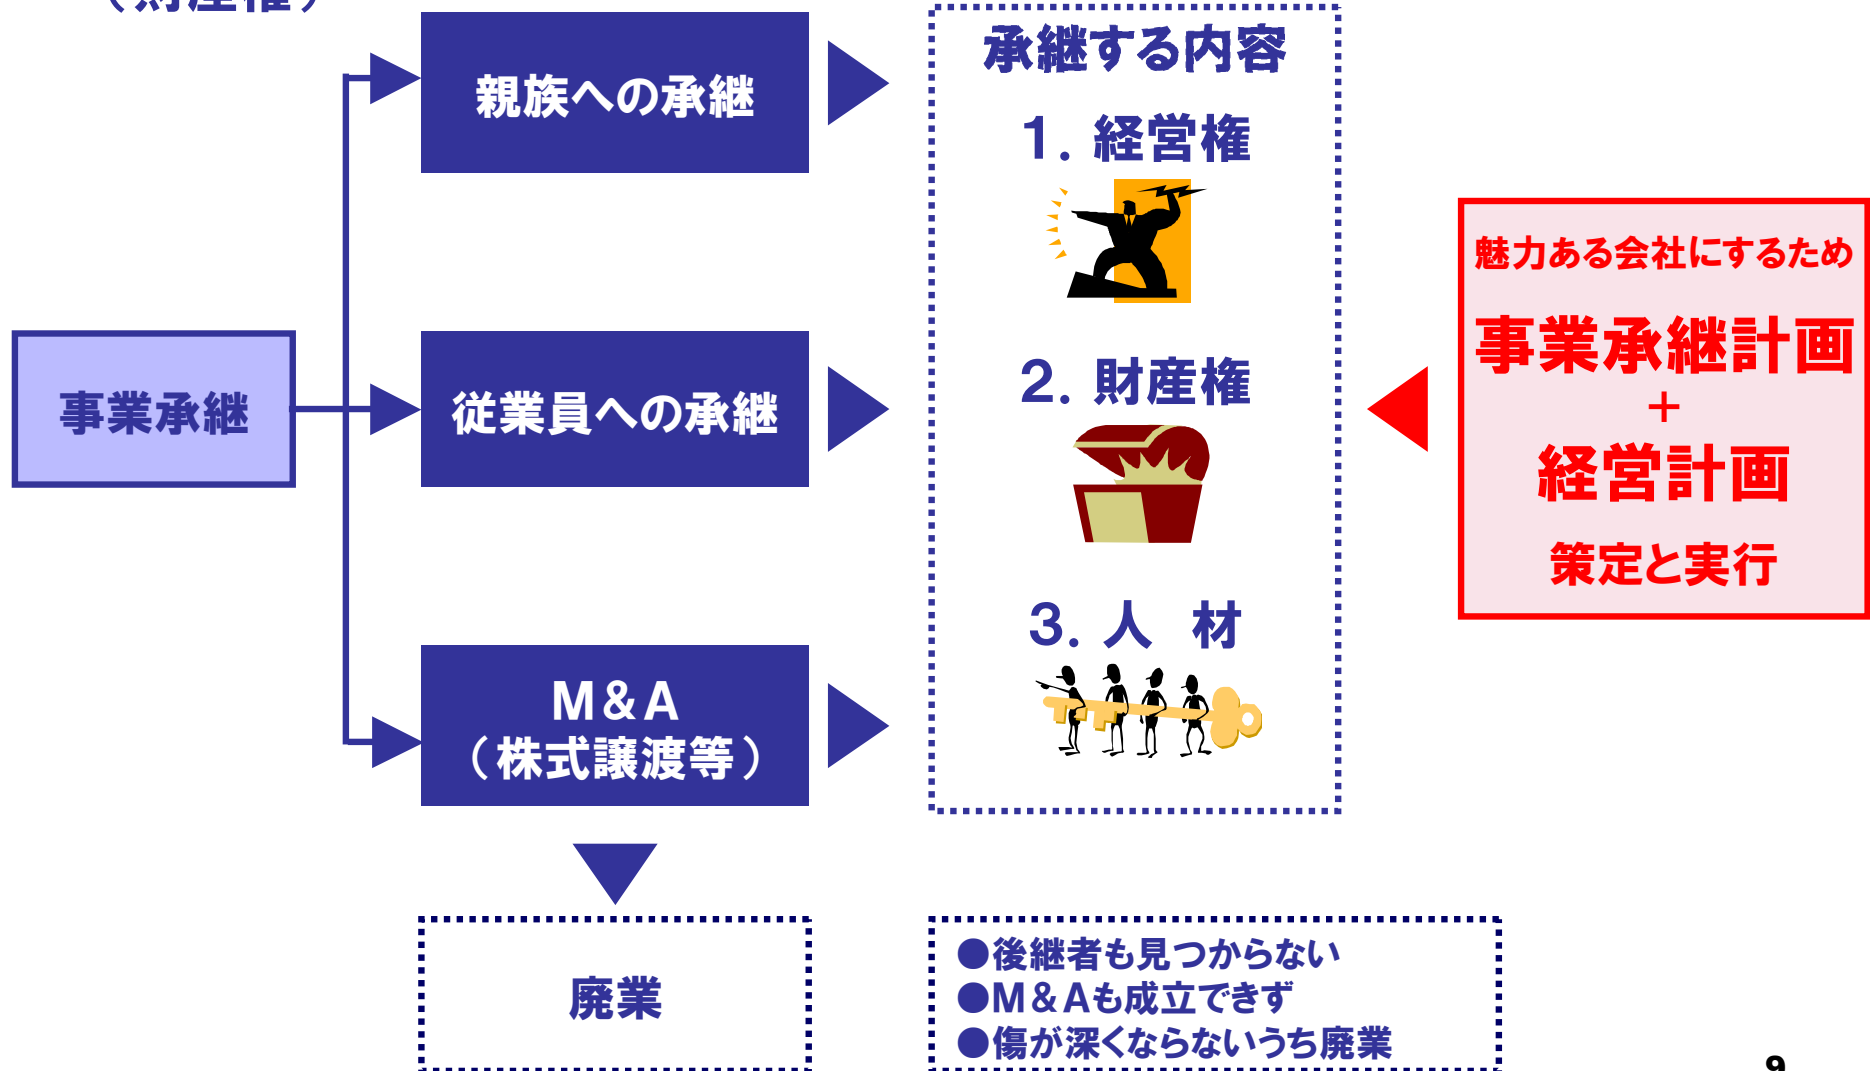 （財産権）
親族への承継
承継する内容
1．経営権
魅力ある会社にするため
事業承継計画
＋
経営計画
策定と実行
2．財産権
事業承継
従業員への承継
3．人　材
M＆A
（株式譲渡等）
廃業
●後継者も見つからない
●M＆Aも成立できず
●傷が深くならないうち廃業
9